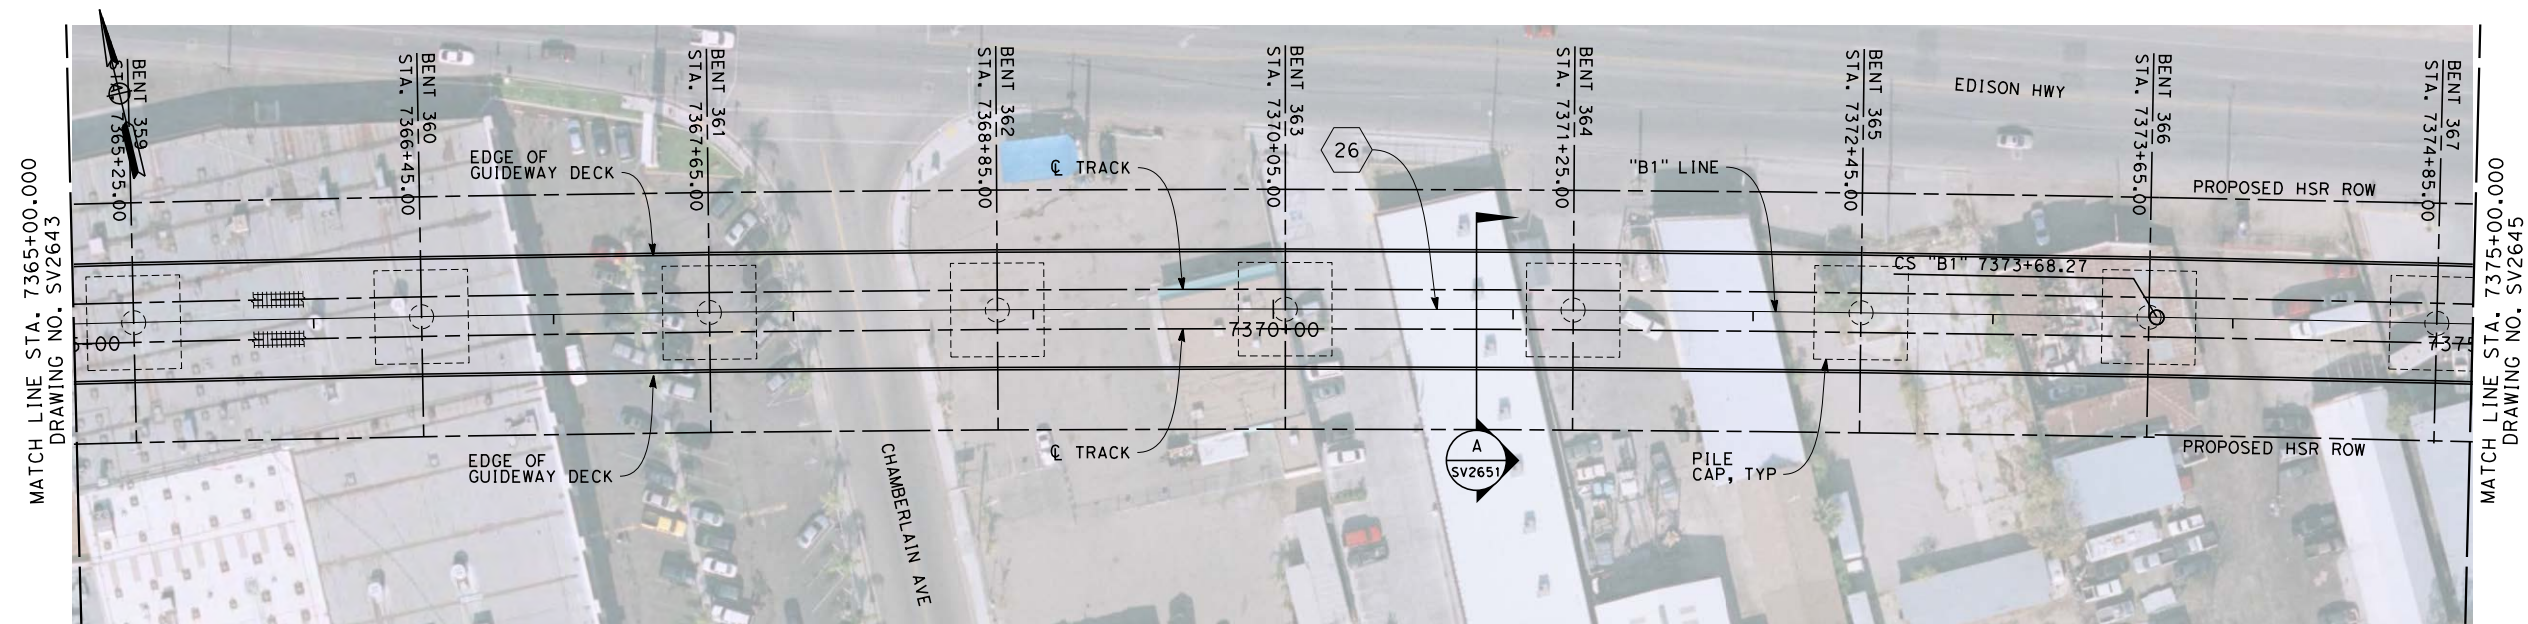 MATCH LINE STA. 7365+00.000
DRAWING NO. SV2643
BENT 359
STA. 7365+25.00
BENT 360
STA. 7366+45.00
BENT 361
STA. 7367+65.00
BENT 362
STA. 7368+85.00
BENT 363
STA. 7370+05.00
BENT 364
STA. 7371+25.00
BENT 365
STA. 7372+45.00
BENT 366
STA. 7373+65.00
BENT 367
STA. 7374+85.00
EDISON HWY
EDGE OF
GUIDEWAY DECK
℄ TRACK
26
"B1" LINE
PROPOSED HSR ROW
CS "B1" 7373+68.27
5+00
7370+00
7375
EDGE OF
GUIDEWAY DECK
CHAMBERLAIN AVE
℄ TRACK
A
SV2651
PILE
CAP, TYP
PROPOSED HSR ROW
MATCH LINE STA. 7375+00.000
DRAWING NO. SV2645